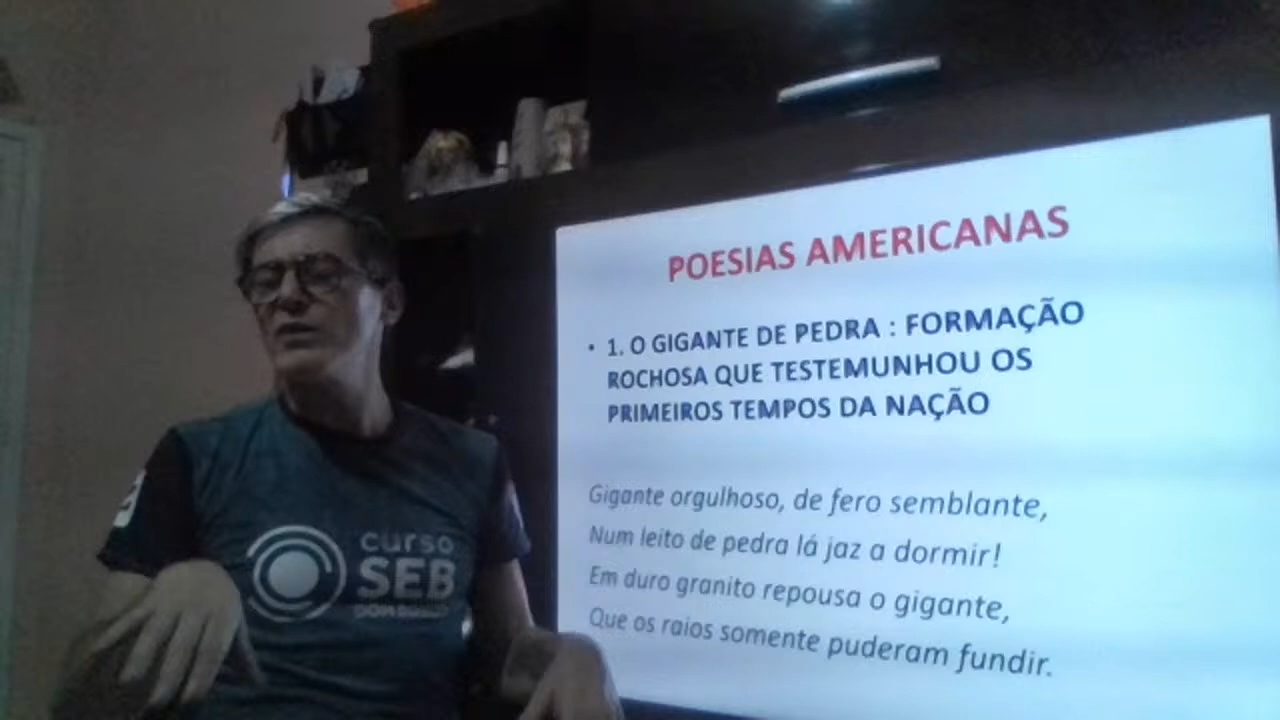 POESIAS AMERICANAS
• 1. O GIGANTE DE PEDRA : FORMAÇÃO
ROCHOSA QUE TESTEMUNHOU OS
PRIMEIROS TEMPOS DA NAÇÃO
Gigante orgulhoso, de fero semblante,
Num leito de pedra lá jaz a dormir!
Em duro granito repousa o gigante,
Que os raios somente puderam fundir.
curso
SEB